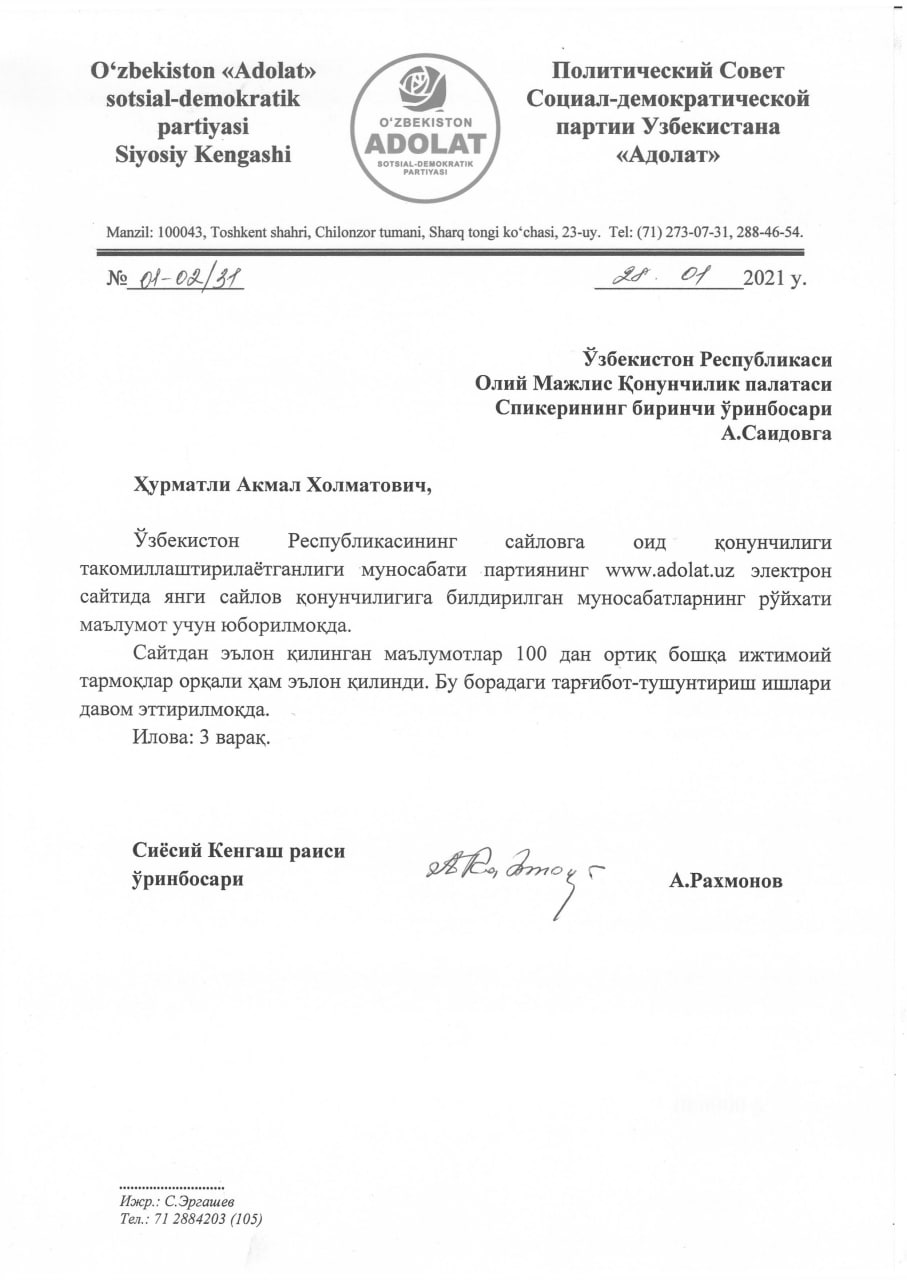 O‘zbekiston «Adolat»
sotsial-demokratik
partiyasi
Siyosiy Kengashi
O‘ZBEKISTON
ADOLAT
SOTSIAL-DEMOKRATIK
PARTIYASI
Политический Совет
Социал-демократической
партии Узбекистана
«Адолат»
Manzil: 100043, Toshkent shahri, Chilonzor tumani, Sharq tongi ko‘chasi, 23-uy. Tel: (71) 273-07-31, 288-46-54.
№ 01-02/31
28. 01 2021 y.
Ўзбекистон Республикаси
Олий Мажлис Қонунчилик палатаси
Спикерининг биринчи ўринбосари
А.Саидовга
Ҳурматли Акмал Холматович,
Ўзбекистон Республикасининг сайловга оид қонунчилиги
такомиллаштирилаётганлиги муносабати партиянинг www.adolat.uz электрон
сайтида янги сайлов қонунчилигига билдирилган муносабатларнинг рўйхати
маълумот учун юборилмоқда.
Сайтдан эълон қилинган маълумотлар 100 дан ортиқ бошқа ижтимоий
тармоқлар орқали ҳам эълон қилинди. Бу борадаги тарғибот-тушунтириш ишлари
давом эттирилмоқда.
Илова: 3 варақ.
Сиёсий Кенгаш раиси
ўринбосари
А.Рахмонов
Ижр.: С.Эргашев
Тел.: 71 2884203 (105)